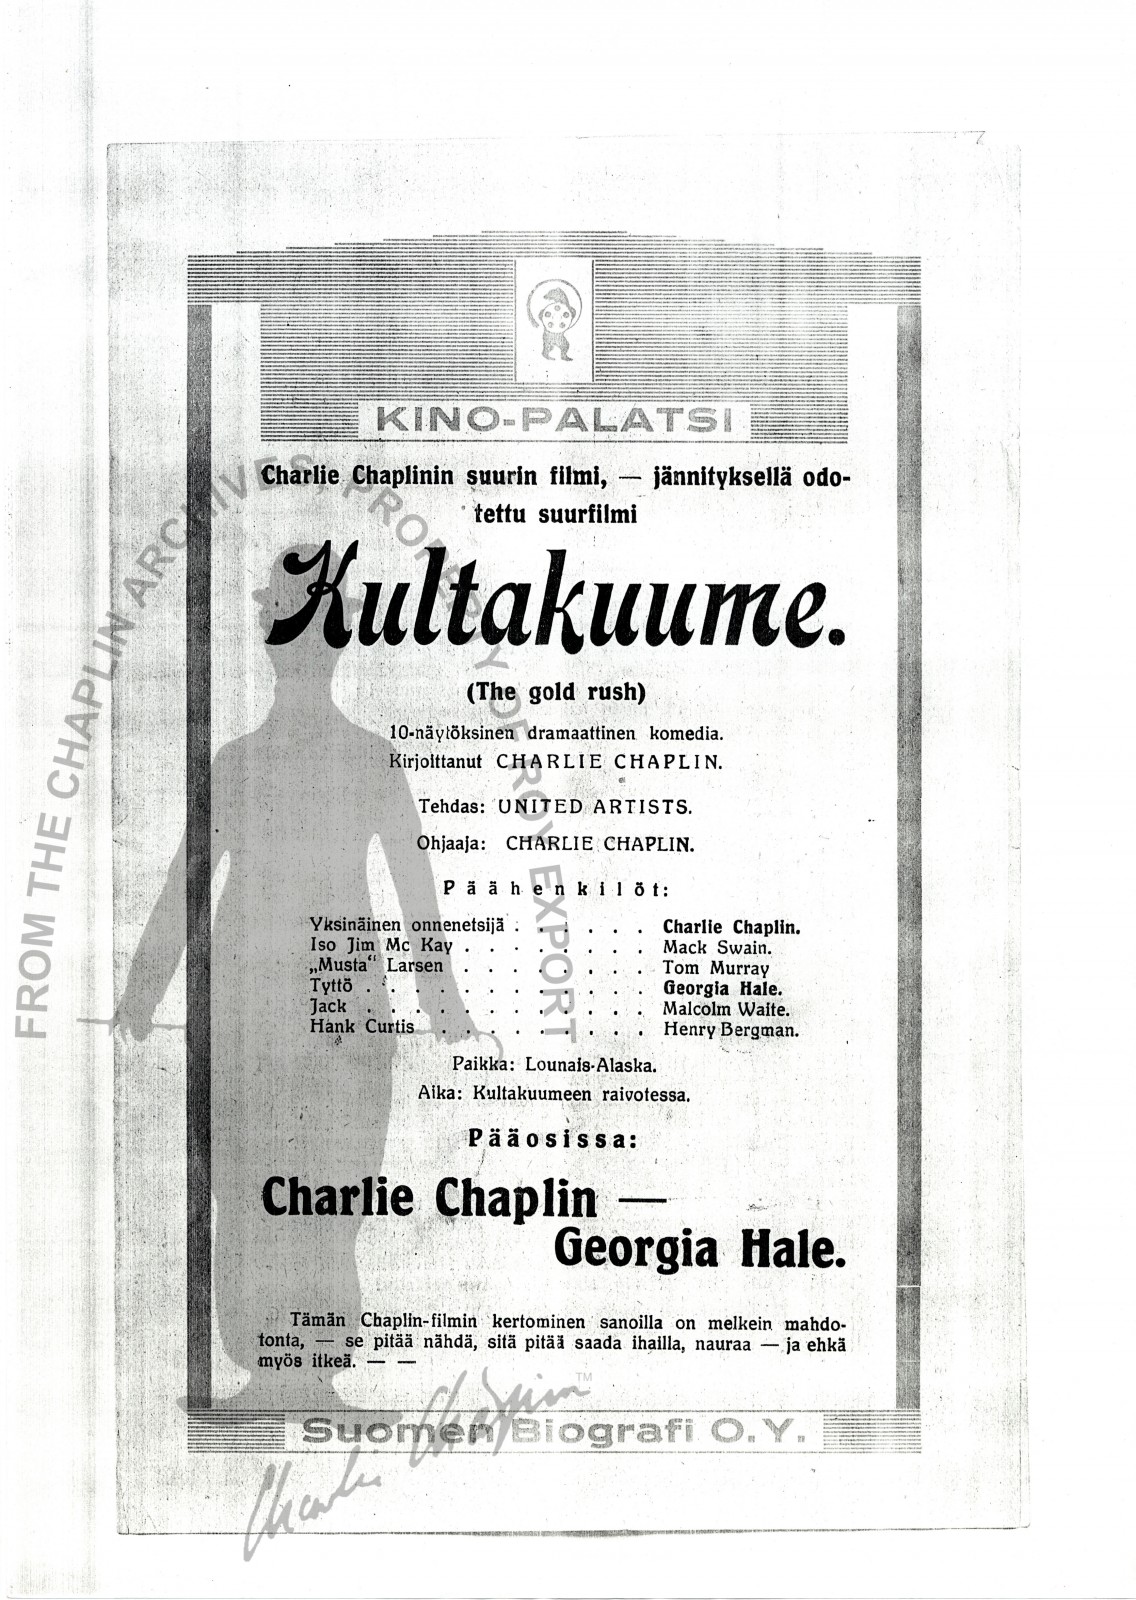 KINO-PALATSI
Charlie Chaplinin suurin filmi, — jännityksellä odo-
tettu suurfilmi
Kultakuume.
(The gold rush)
10-näytöksinen dramaattinen komedia.
Kirjoittanut CHARLIE CHAPLIN.
Tehdas: UNITED ARTISTS.
Ohjaaja: CHARLIE CHAPLIN.
Päähenkilöt:
Yksinäinen onnenetsijä . . . . . . Charlie Chaplin.
Iso Jim Mc Kay . . . . . . . . Mack Swain.
„Musta“ Larsen . . . . . . . . Tom Murray
Tyttö . . . . . . . . . . . . Georgia Hale.
Jack . . . . . . . . . . . . Malcolm Waite.
Hank Curtis . . . . . . . . . Henry Bergman.
Paikka: Lounais-Alaska.
Aika: Kultakuumeen raivotessa.
Pääosissa:
Charlie Chaplin —
Georgia Hale.
Tämän Chaplin-filmin kertominen sanoilla on melkein mahdo-
tonta, — se pitää nähdä, sitä pitää saada ihailla, nauraa — ja ehkä
myös itkeä. — —
Suomen Biografi O.Y.
FROM THE CHAPLIN ARCHIVES, PROPERTY OF ROY EXPORT
Charlie Chaplin TM